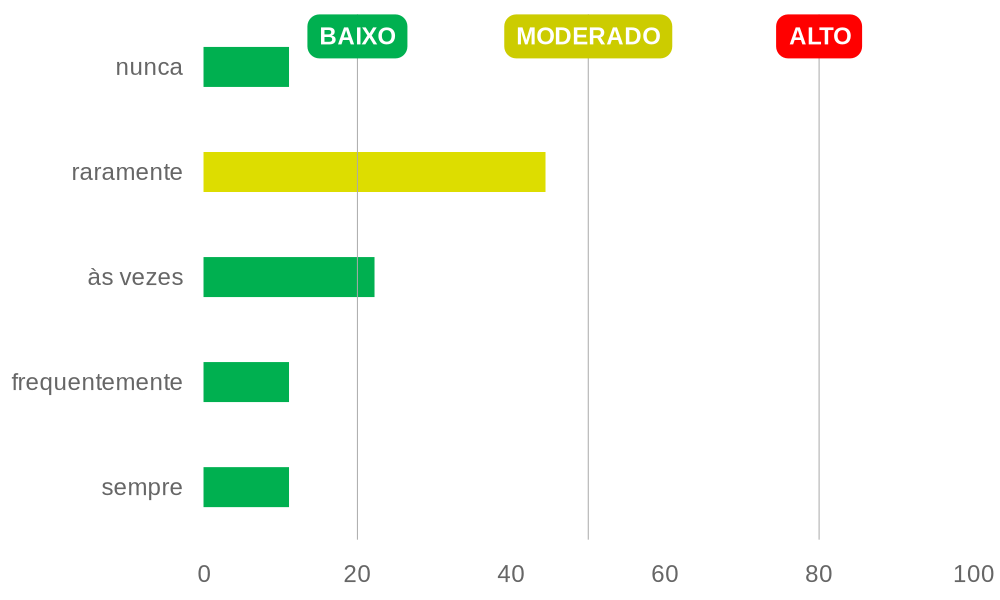 BAIXO MODERADO ALTO
nunca
raramente
às vezes
frequentemente
sempre
0 20 40 60 80 100